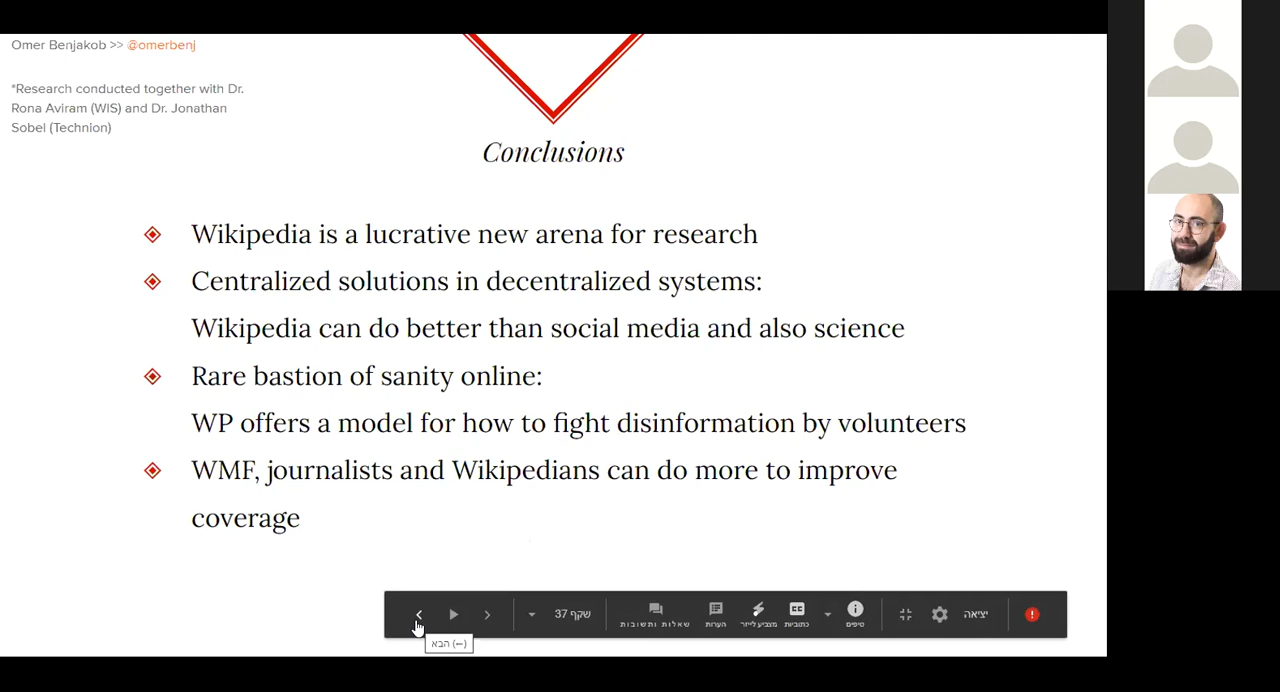 Omer Benjakob >> @omerbenj
*Research conducted together with Dr.
Rona Aviram (WIS) and Dr. Jonathan
Sobel (Technion)
Conclusions
Wikipedia is a lucrative new arena for research
Centralized solutions in decentralized systems:
Wikipedia can do better than social media and also science
Rare bastion of sanity online:
WP offers a model for how to fight disinformation by volunteers
WMF, journalists and Wikipedians can do more to improve
coverage
שקף 37
שאלות ותשובות
הערות
מצביע לייזר
CC
כתוביות
טיפים
יציאה
הבא (←)